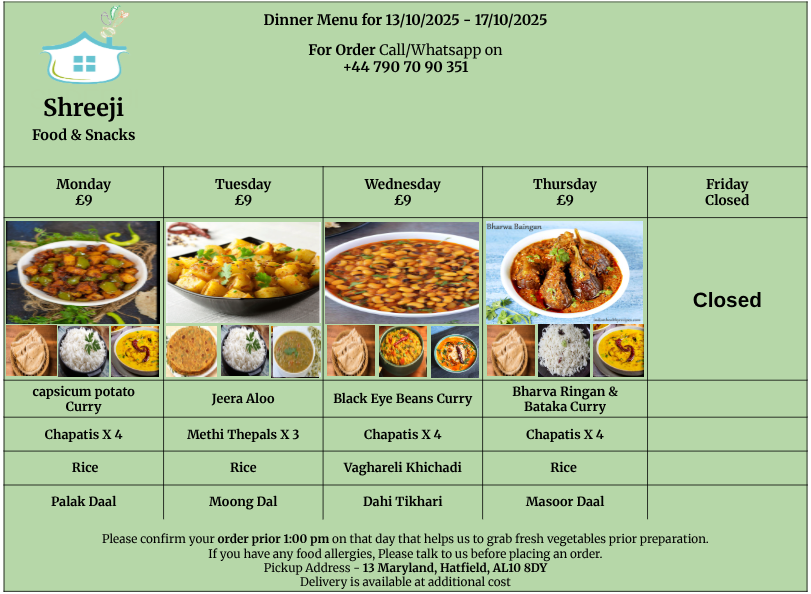 Dinner Menu for 13/10/2025 - 17/10/2025
For Order Call/Whatsapp on
+44 790 70 90 351
Shreeji
Food & Snacks
Monday
£9
Tuesday
£9
Wednesday
£9
Thursday
£9
Friday
Closed
Bharwa Baingan
Closed
capsicum potato
Curry
Jeera Aloo
Black Eye Beans Curry
Bharva Ringan &
Bataka Curry
Chapatis X 4
Methi Thepals X 3
Chapatis X 4
Chapatis X 4
Rice
Rice
Vaghareli Khichadi
Rice
Palak Daal
Moong Dal
Dahi Tikhari
Masoor Daal
Please confirm your order prior 1:00 pm on that day that helps us to grab fresh vegetables prior preparation.
If you have any food allergies, Please talk to us before placing an order.
Pickup Address - 13 Maryland, Hatfield, AL10 8DY
Delivery is available at additional cost